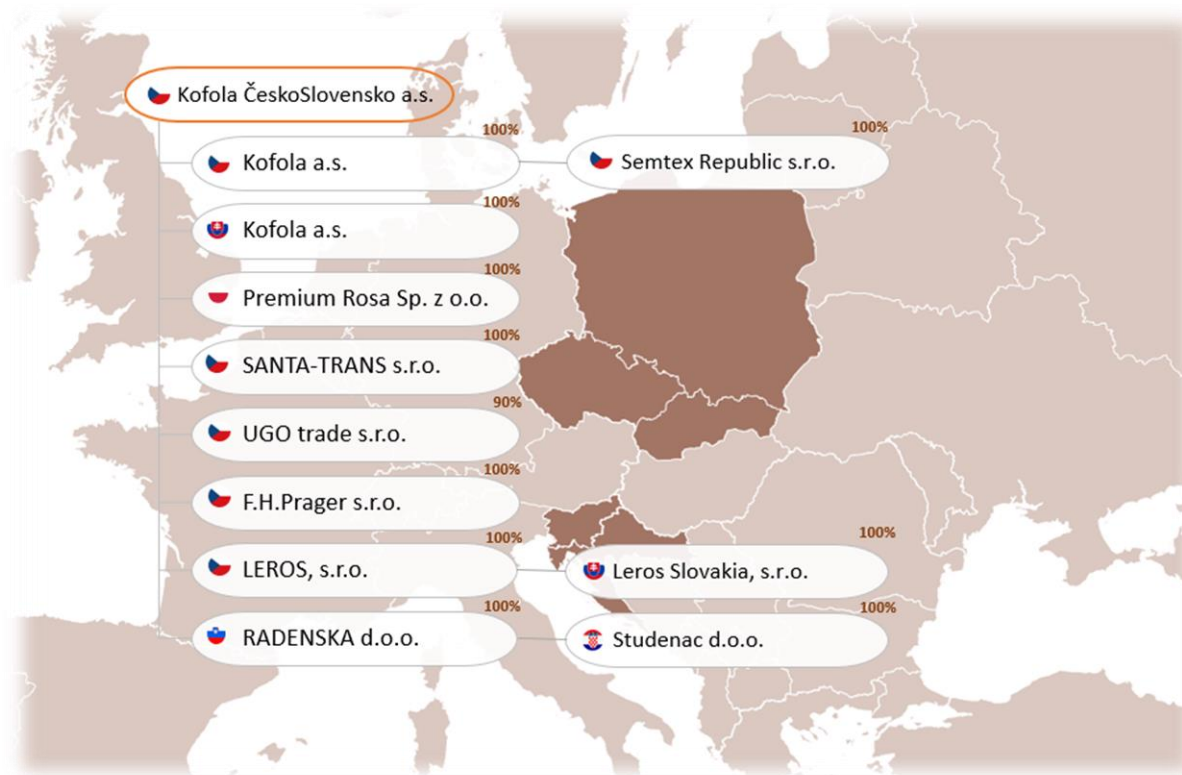 Kofola ČeskoSlovensko a.s.
100%
Kofola a.s.
100%
Semtex Republic s.r.o.
100%
Kofola a.s.
100%
Premium Rosa Sp. z o.o.
100%
SANTA-TRANS s.r.o.
90%
UGO trade s.r.o.
100%
F.H.Prager s.r.o.
100%
LEROS, s.r.o.
100%
Leros Slovakia, s.r.o.
100%
RADENSKA d.o.o.
100%
Studenac d.o.o.